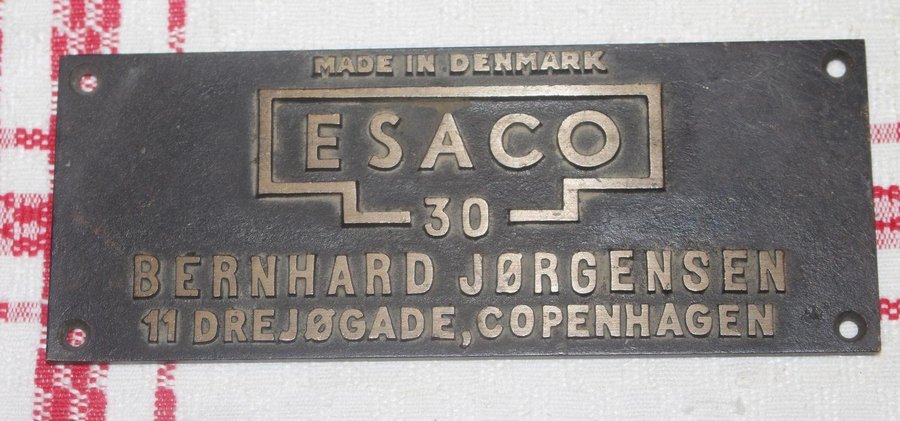 MADE IN DENMARK
ESACO
30
BERNHARD JØRGENSEN
11 DREJØGADE, COPENHAGEN